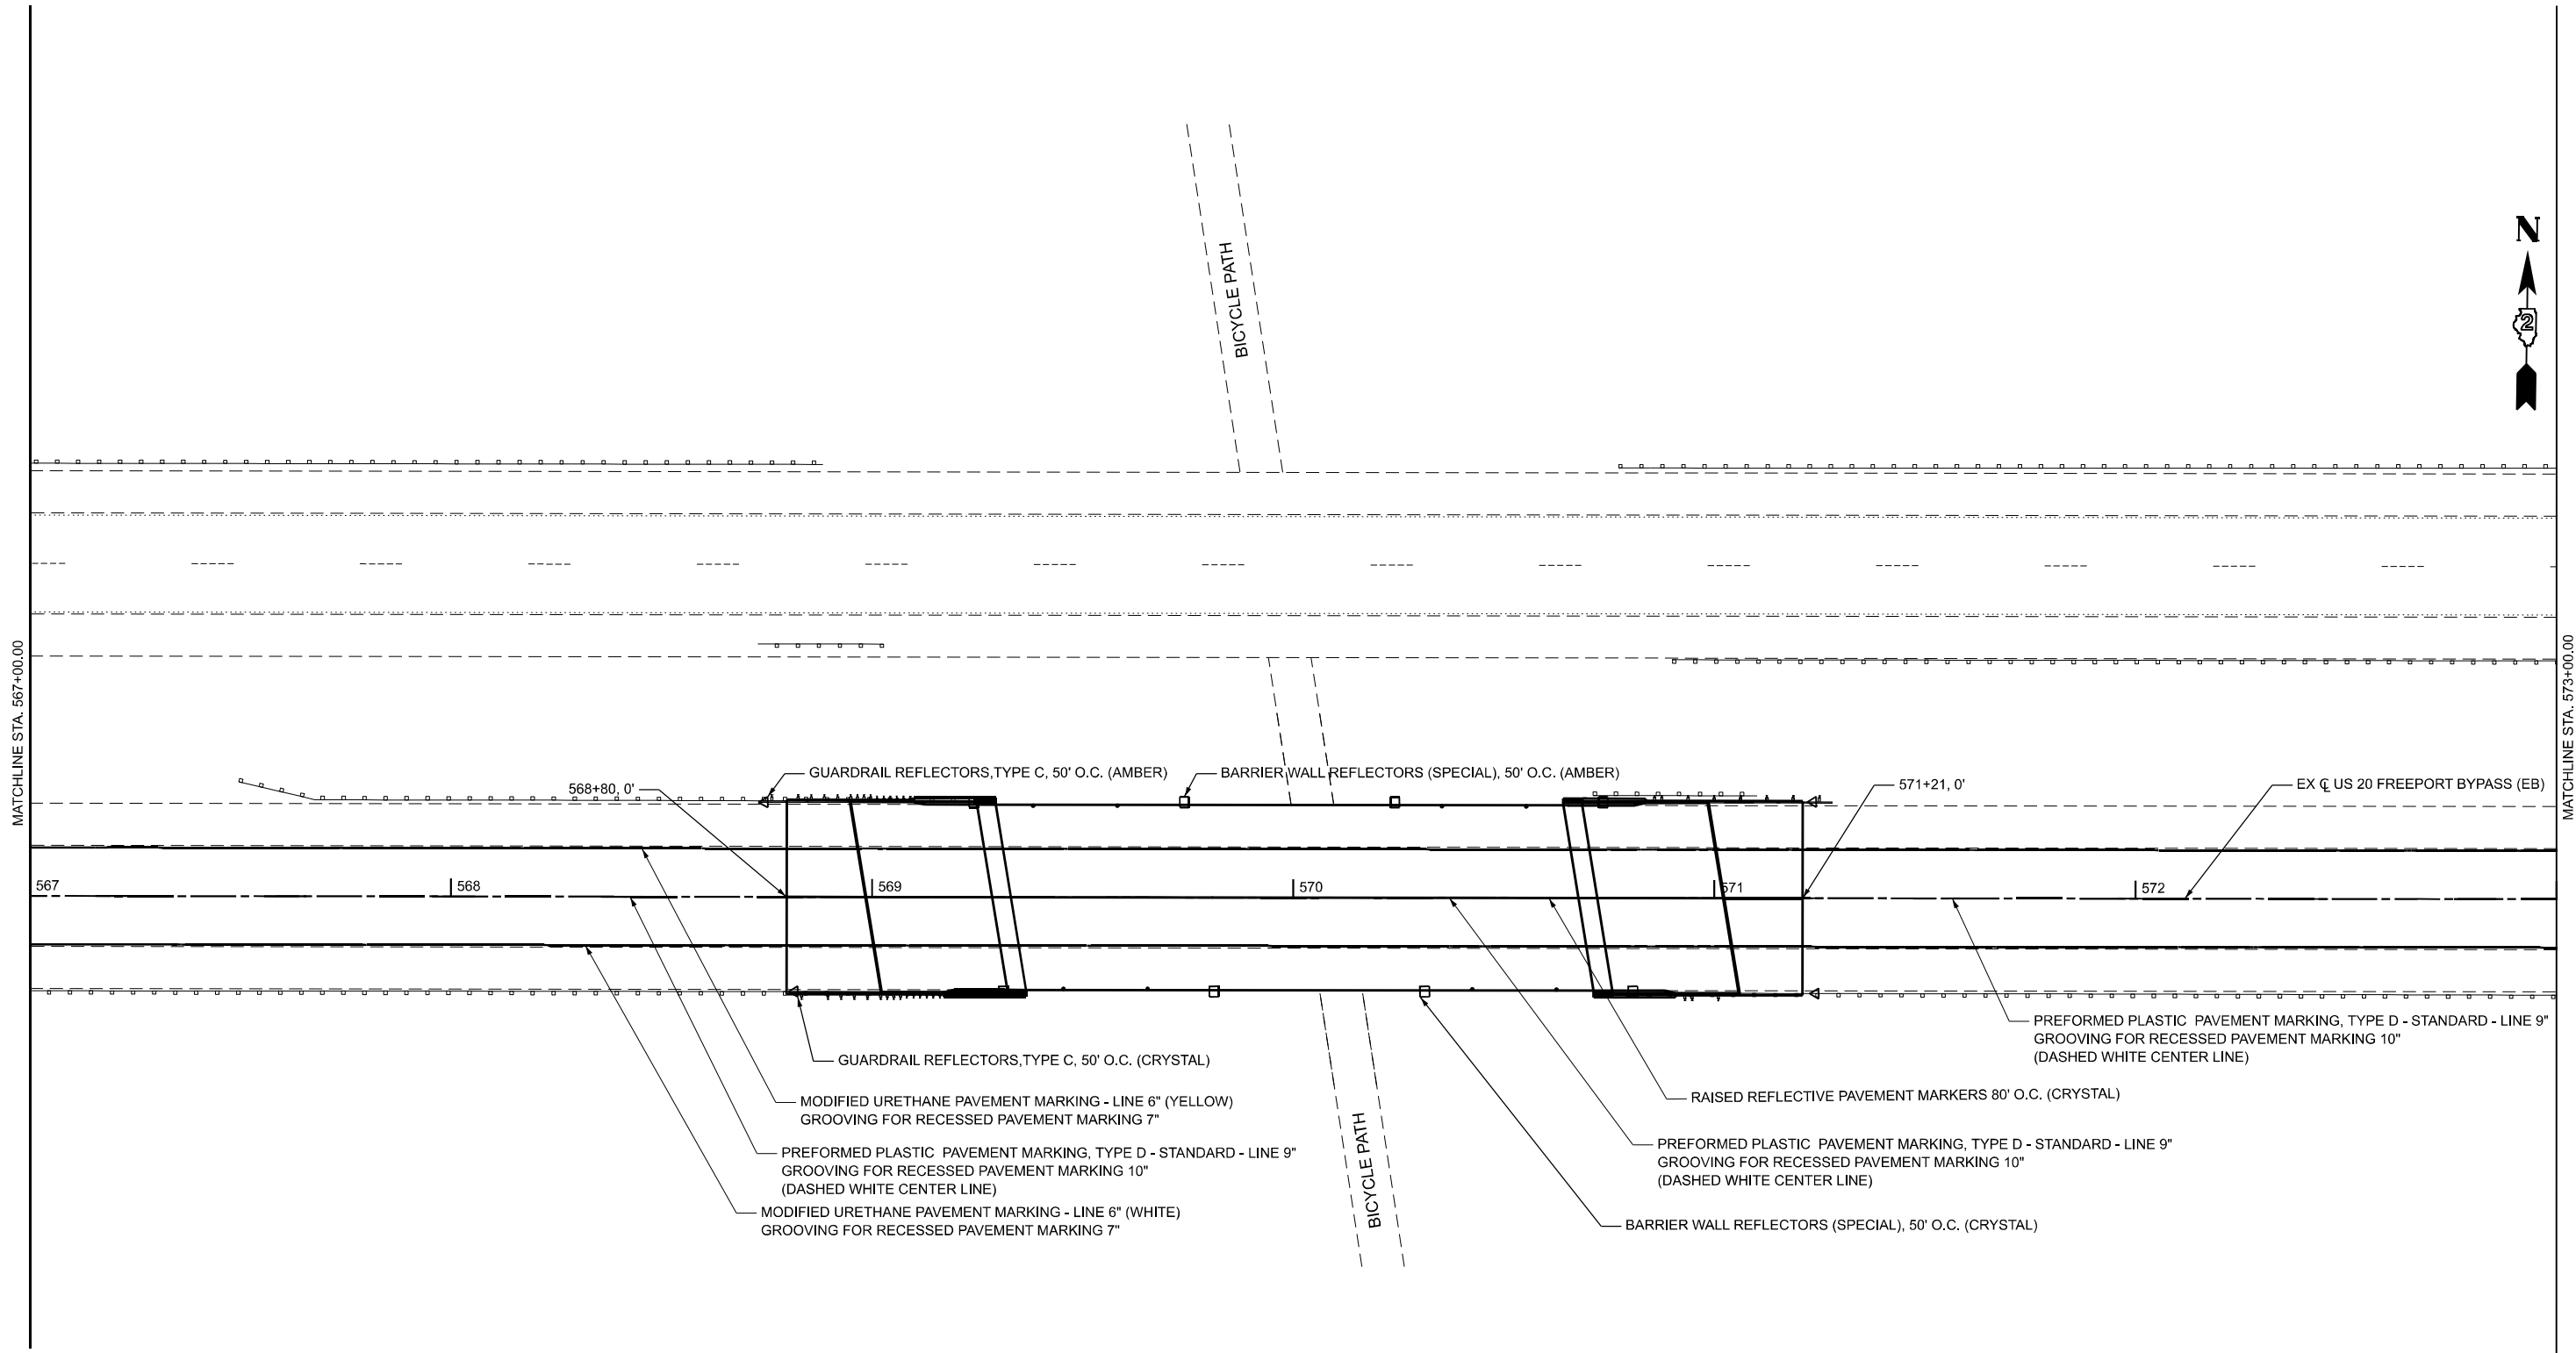 N
2
BICYCLE PATH
MATCHLINE STA. 567+00.00
MATCHLINE STA. 573+00.00
GUARDRAIL REFLECTORS,TYPE C, 50' O.C. (AMBER)
BARRIER WALL REFLECTORS (SPECIAL), 50' O.C. (AMBER)
568+80, 0'
571+21, 0'
EX ℄ US 20 FREEPORT BYPASS (EB)
567
568
569
570
571
572
PREFORMED PLASTIC PAVEMENT MARKING, TYPE D - STANDARD - LINE 9"
GROOVING FOR RECESSED PAVEMENT MARKING 10"
(DASHED WHITE CENTER LINE)
GUARDRAIL REFLECTORS,TYPE C, 50' O.C. (CRYSTAL)
RAISED REFLECTIVE PAVEMENT MARKERS 80' O.C. (CRYSTAL)
MODIFIED URETHANE PAVEMENT MARKING - LINE 6" (YELLOW)
GROOVING FOR RECESSED PAVEMENT MARKING 7"
PREFORMED PLASTIC PAVEMENT MARKING, TYPE D - STANDARD - LINE 9"
GROOVING FOR RECESSED PAVEMENT MARKING 10"
(DASHED WHITE CENTER LINE)
PREFORMED PLASTIC PAVEMENT MARKING, TYPE D - STANDARD - LINE 9"
GROOVING FOR RECESSED PAVEMENT MARKING 10"
(DASHED WHITE CENTER LINE)
BICYCLE PATH
MODIFIED URETHANE PAVEMENT MARKING - LINE 6" (WHITE)
GROOVING FOR RECESSED PAVEMENT MARKING 7"
BARRIER WALL REFLECTORS (SPECIAL), 50' O.C. (CRYSTAL)